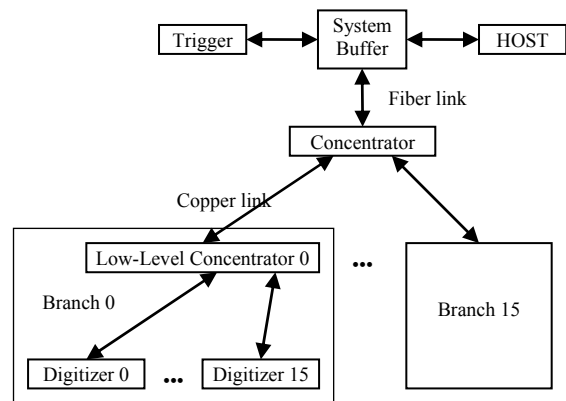 Trigger
System
Buffer
HOST
Fiber link
Concentrator
Copper link
Low-Level Concentrator 0
...
Branch 0
Branch 15
Digitizer 0
...
Digitizer 15